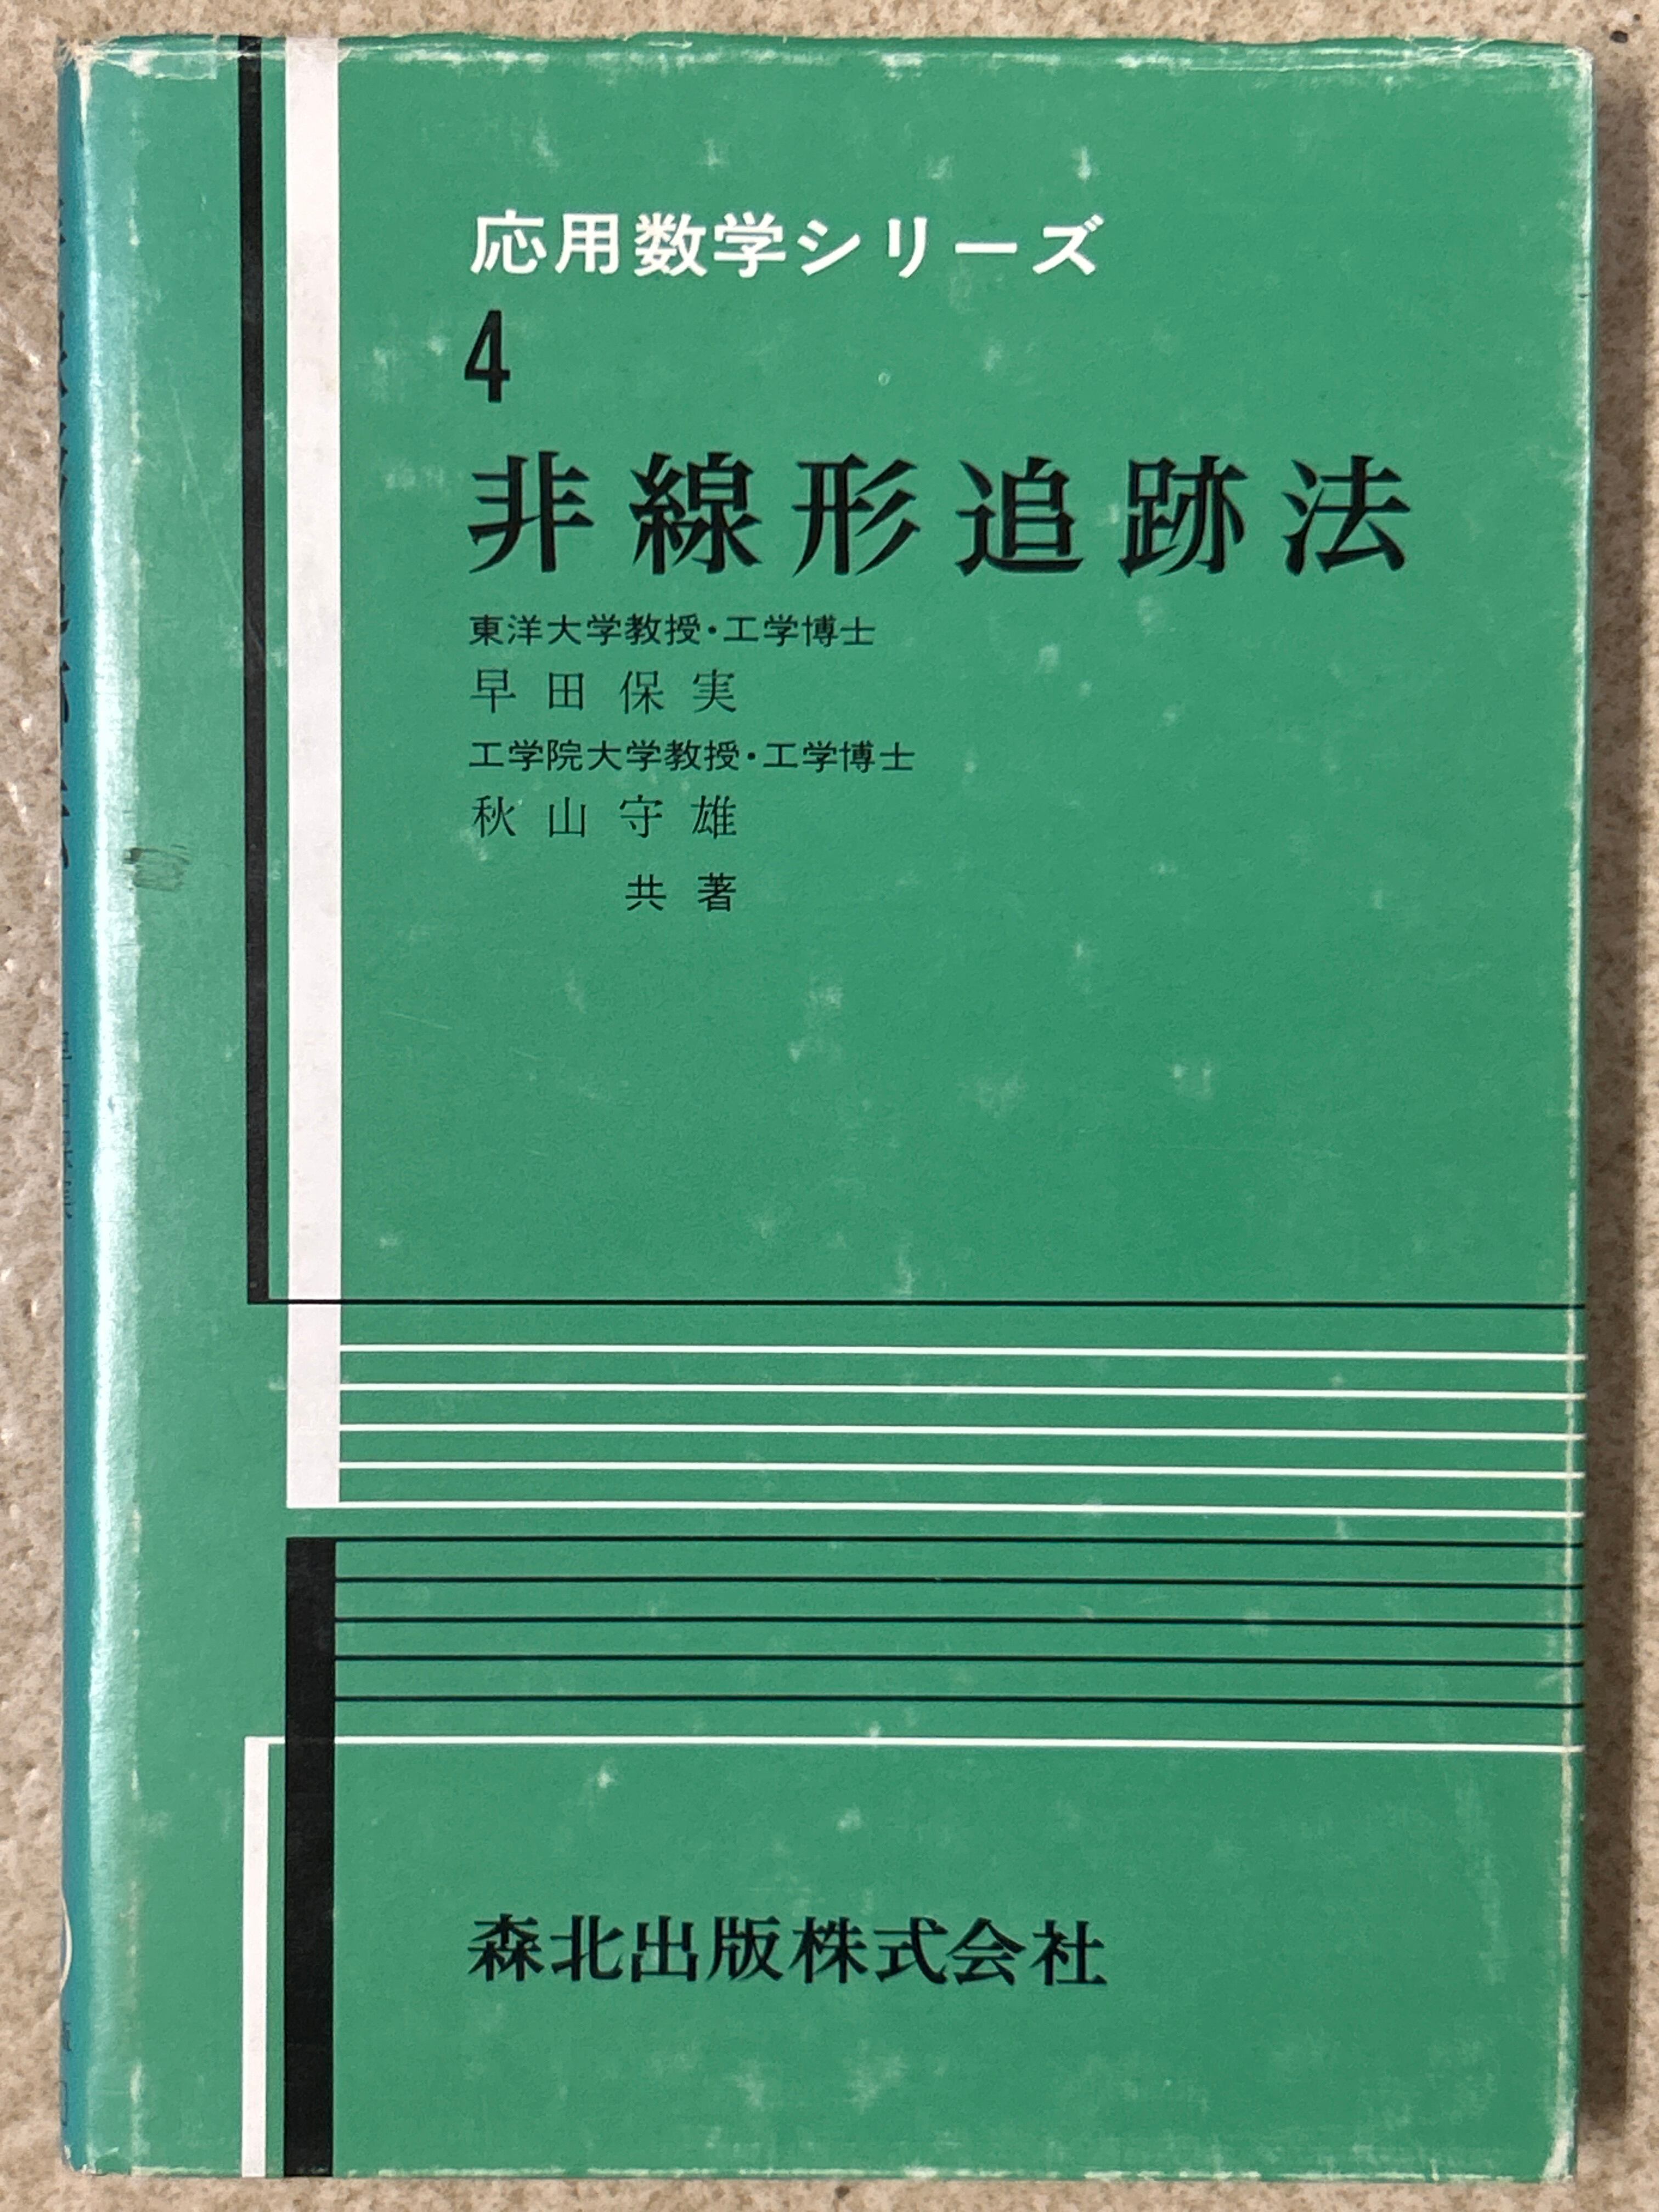 応用数学シリーズ
4
非線形追跡法
東洋大学教授・工学博士
早田保実
工学院大学教授・工学博士
秋山守雄
共著
森北出版株式会社